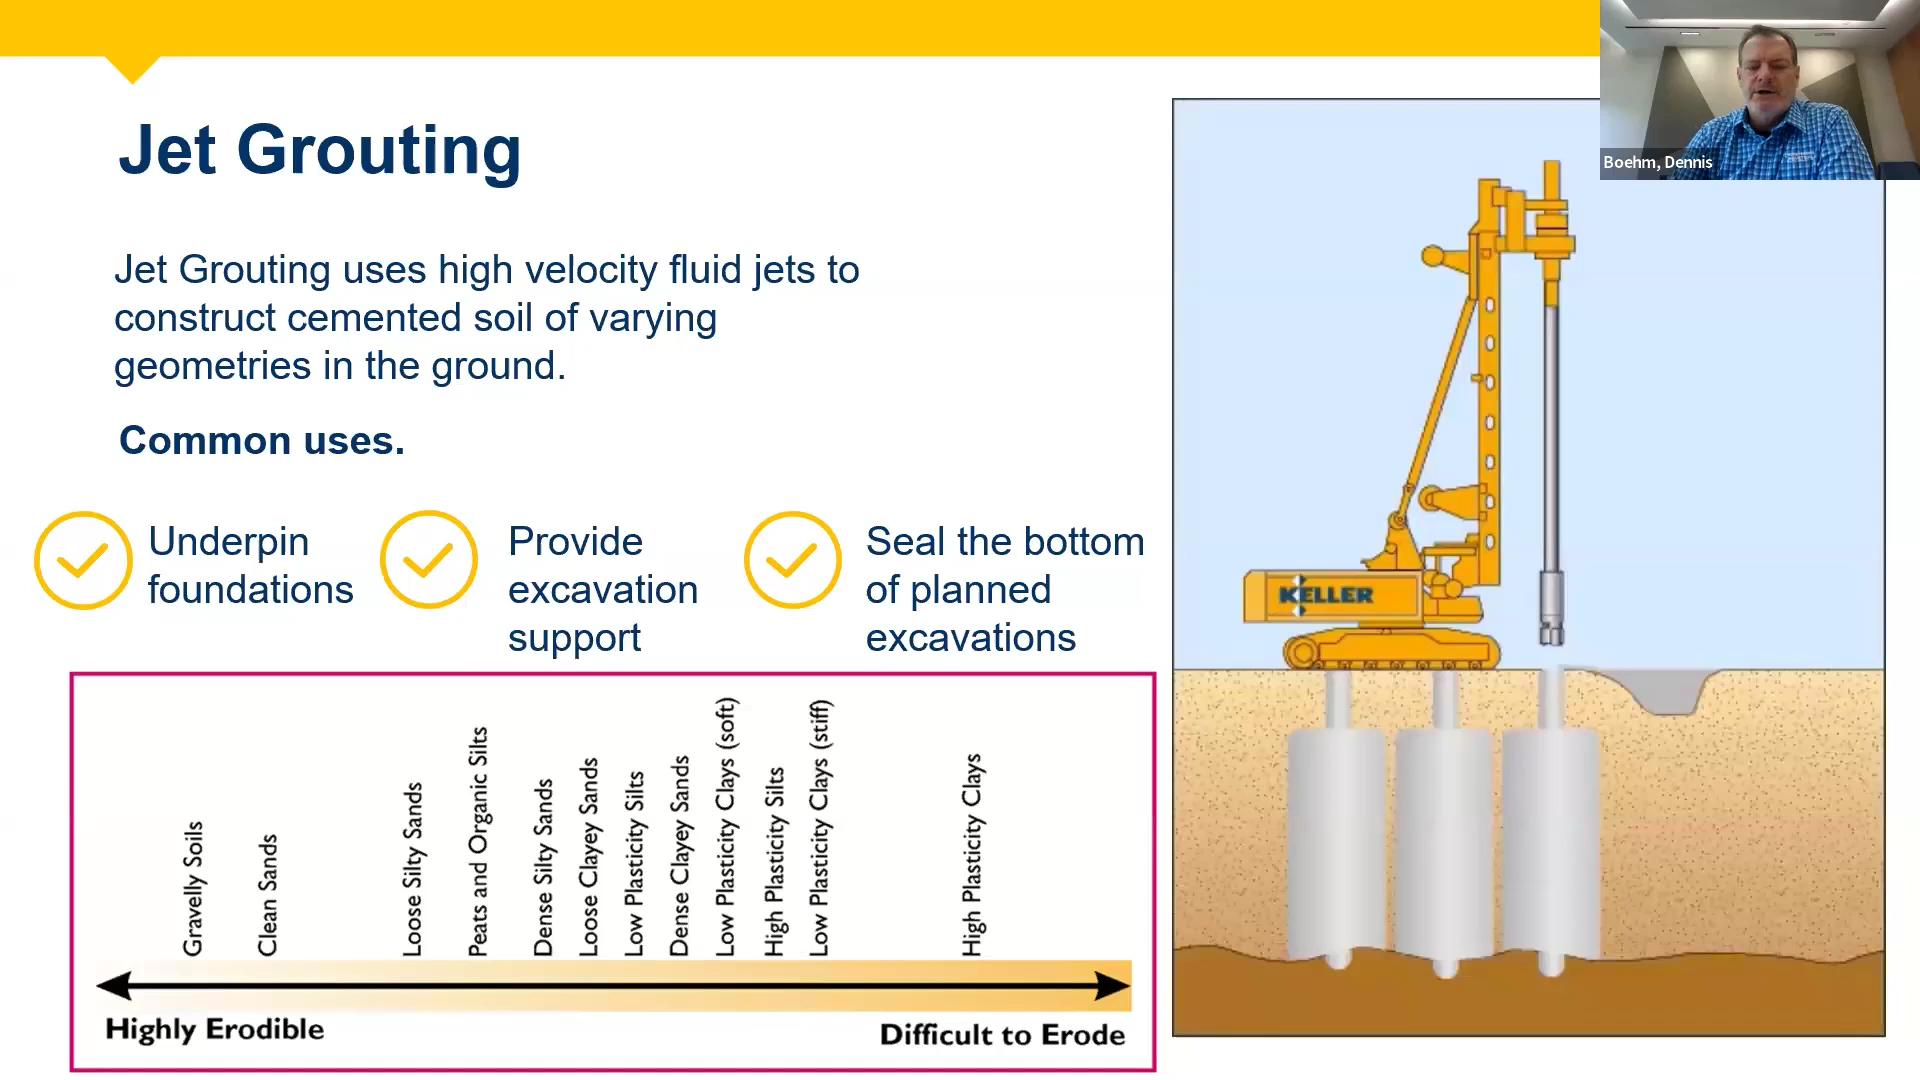 Boehm, Dennis
Jet Grouting
Jet Grouting uses high velocity fluid jets to
construct cemented soil of varying
geometries in the ground.
Common uses.
Underpin
foundations
Provide
excavation
support
Seal the bottom
of planned
excavations
KELLER
Gravelly Soils
Clean Sands
Loose Silty Sands
Peats and Organic Silts
Dense Silty Sands
Loose Clayey Sands
Low Plasticity Silts
Dense Clayey Sands
Low Plasticity Clays (soft)
High Plasticity Silts
Low Plasticity Clays (stiff)
High Plasticity Clays
Highly Erodible
Difficult to Erode